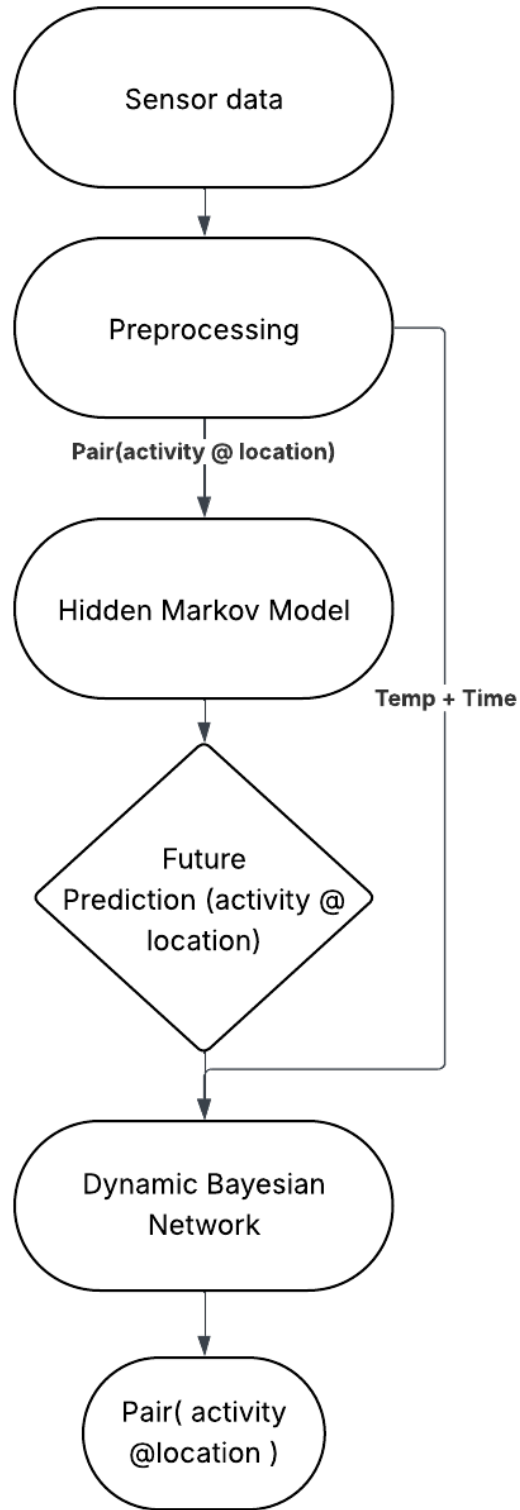 Sensor data
Preprocessing
Pair(activity @ location)
Hidden Markov Model
Temp + Time
Future
Prediction (activity @
location)
Dynamic Bayesian
Network
Pair( activity
@location )